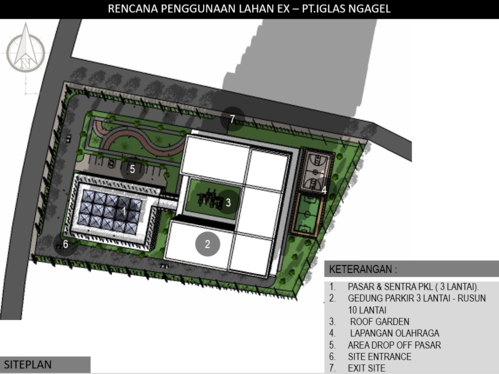 RENCANA PENGGUNAAN LAHAN EX – PT.IGLAS NGAGEL
7
5
4
3
1
2
6
KETERANGAN :
1. PASAR & SENTRA PKL ( 3 LANTAI).
2. GEDUNG PARKIR 3 LANTAI - RUSUN
10 LANTAI
3. ROOF GARDEN
4. LAPANGAN OLAHRAGA
5. AREA DROP OFF PASAR
6. SITE ENTRANCE
7. EXIT SITE
SITEPLAN